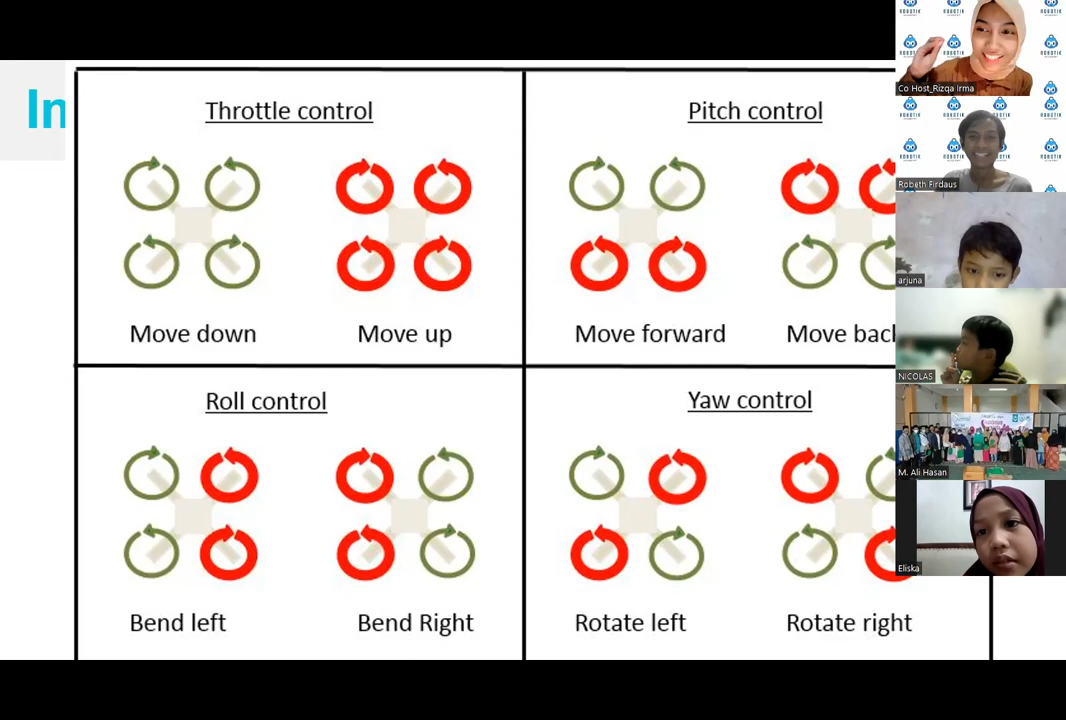 In
Throttle control
Pitch control
Move down
Move up
Move forward
Move back
Roll control
Yaw control
Bend left
Bend Right
Rotate left
Rotate right
Co Host_Rizqa Irma
Robeth Firdaus
arjuna
NICOLAS
M. Ali Hasan
Eliska
ROBOTIK